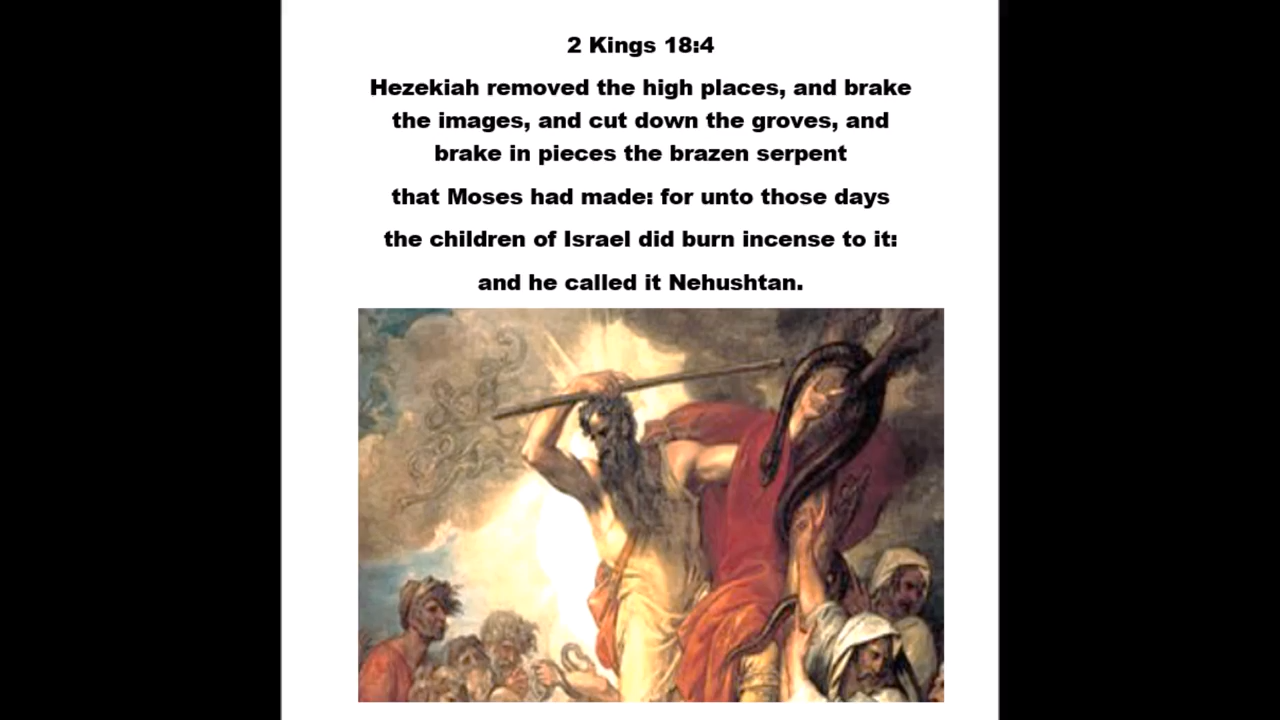 2 Kings 18:4
Hezekiah removed the high places, and brake
the images, and cut down the groves, and
brake in pieces the brazen serpent
that Moses had made: for unto those days
the children of Israel did burn incense to it:
and he called it Nehushtan.